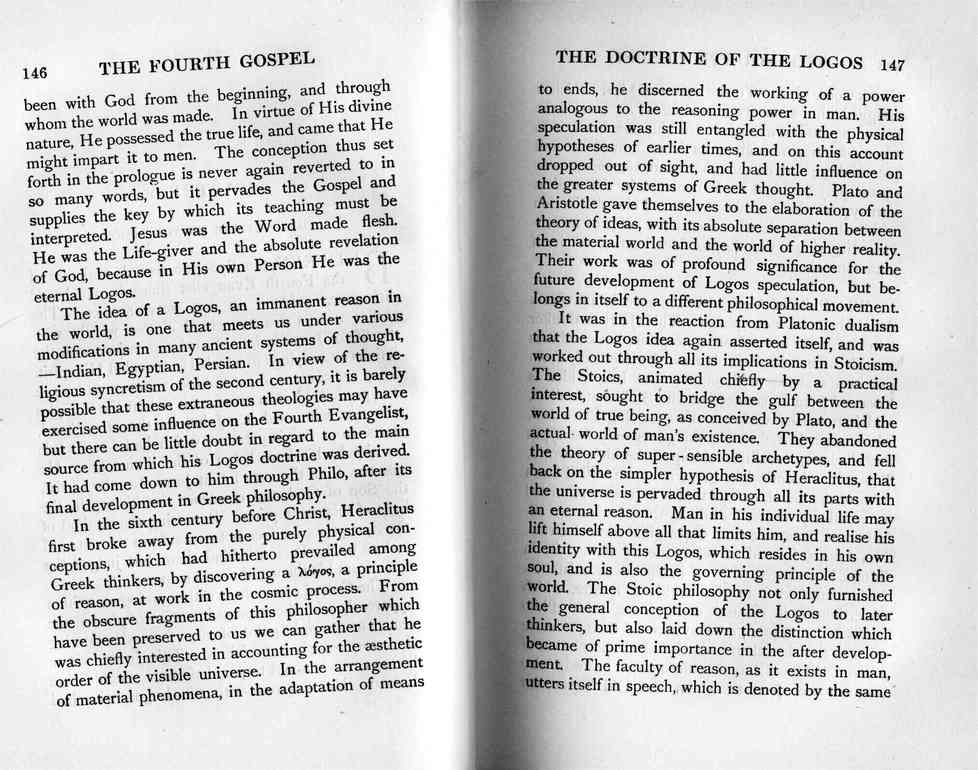 146 THE FOURTH GOSPEL
been with God from the beginning, and through
whom the world was made. In virtue of His divine
nature, He possessed the true life, and came that He
might impart it to men. The conception thus set
forth in the prologue is never again reverted to in
so many words, but it pervades the Gospel and
supplies the key by which its teaching must be
interpreted. Jesus was the Word made flesh.
He was the Life-giver and the absolute revelation
of God, because in His own Person He was the
eternal Logos.
The idea of a Logos, an immanent reason in
the world, is one that meets us under various
modifications in many ancient systems of thought,
—Indian, Egyptian, Persian. In view of the re-
ligious syncretism of the second century, it is barely
possible that these extraneous theologies may have
exercised some influence on the Fourth Evangelist,
but there can be little doubt in regard to the main
source from which his Logos doctrine was derived.
It had come down to him through Philo, after its
final development in Greek philosophy.
In the sixth century before Christ, Heraclitus
first broke away from the purely physical con-
ceptions, which had hitherto prevailed among
Greek thinkers, by discovering a λόγος, a principle
of reason, at work in the cosmic process. From
the obscure fragments of this philosopher which
have been preserved to us we can gather that he
was chiefly interested in accounting for the æsthetic
order of the visible universe. In the arrangement
of material phenomena, in the adaptation of means
THE DOCTRINE OF THE LOGOS 147
to ends, he discerned the working of a power
analogous to the reasoning power in man. His
speculation was still entangled with the physical
hypotheses of earlier times, and on this account
dropped out of sight, and had little influence on
the greater systems of Greek thought. Plato and
Aristotle gave themselves to the elaboration of the
theory of ideas, with its absolute separation between
the material world and the world of higher reality.
Their work was of profound significance for the
future development of Logos speculation, but be-
longs in itself to a different philosophical movement.
It was in the reaction from Platonic dualism
that the Logos idea again asserted itself, and was
worked out through all its implications in Stoicism.
The Stoics, animated chiefly by a practical
interest, sought to bridge the gulf between the
world of true being, as conceived by Plato, and the
actual world of man's existence. They abandoned
the theory of super-sensible archetypes, and fell
back on the simpler hypothesis of Heraclitus, that
the universe is pervaded through all its parts with
an eternal reason. Man in his individual life may
lift himself above all that limits him, and realise his
identity with this Logos, which resides in his own
soul, and is also the governing principle of the
world. The Stoic philosophy not only furnished
the general conception of the Logos to later
thinkers, but also laid down the distinction which
became of prime importance in the after develop-
ment. The faculty of reason, as it exists in man,
utters itself in speech, which is denoted by the same